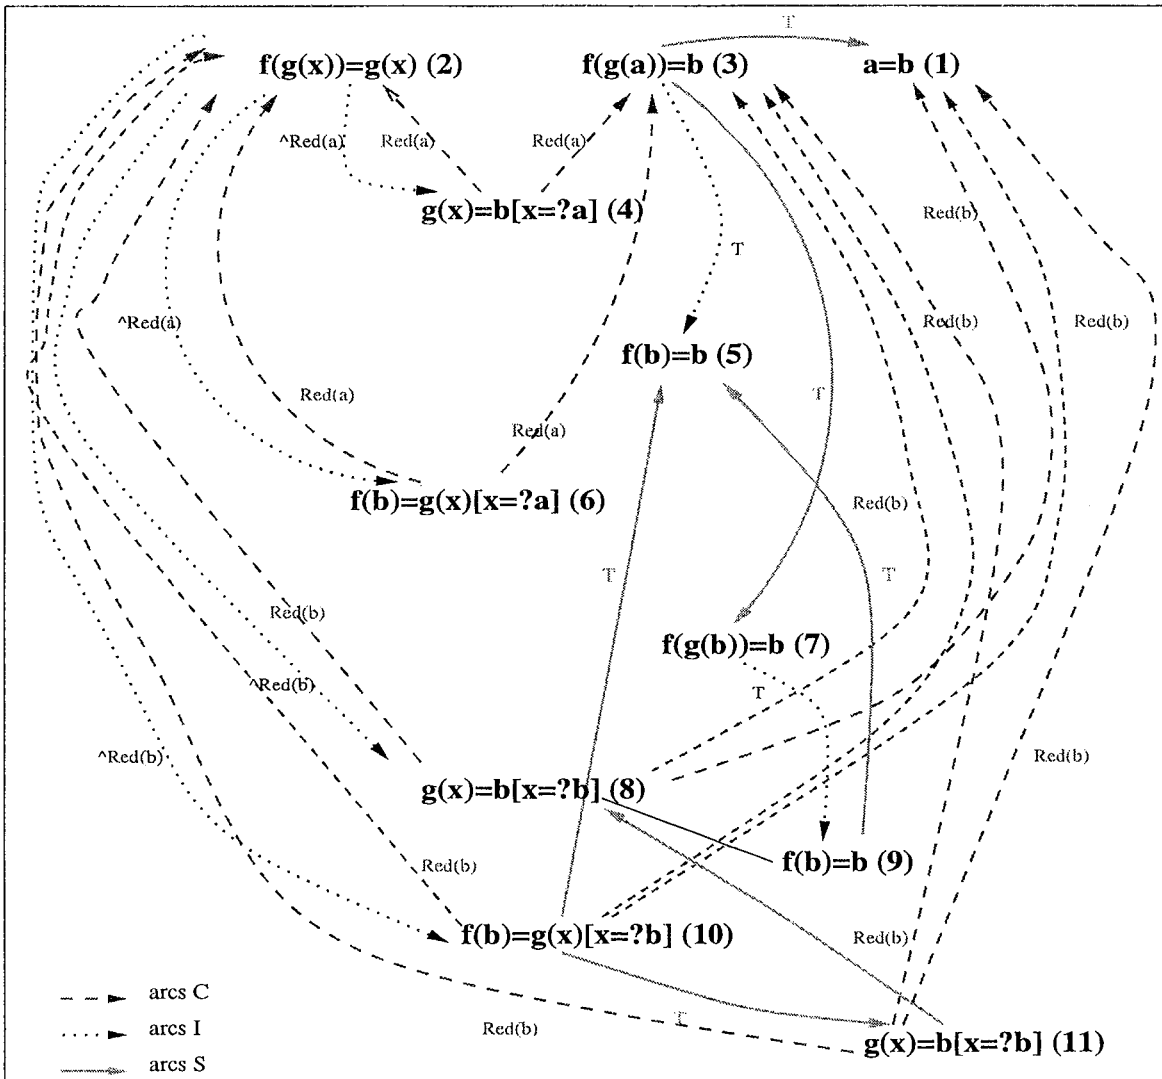 T
f(g(x))=g(x) (2)
f(g(a))=b (3)
a=b (1)
^Red(a)
Red(a)
Red(a)
g(x)=b[x=?a] (4)
Red(b)
T
^Red(a)
Red(b)
Red(b)
f(b)=b (5)
Red(a)
T
Red(a)
f(b)=g(x)[x=?a] (6)
Red(b)
T
T
Red(b)
f(g(b))=b (7)
^Red(b)
T
^Red(b)
Red(b)
g(x)=b[x=?b] (8)
Red(b)
f(b)=b (9)
f(b)=g(x)[x=?b] (10)
Red(b)
arcs C
arcs I
Red(b)
T
g(x)=b[x=?b] (11)
arcs S